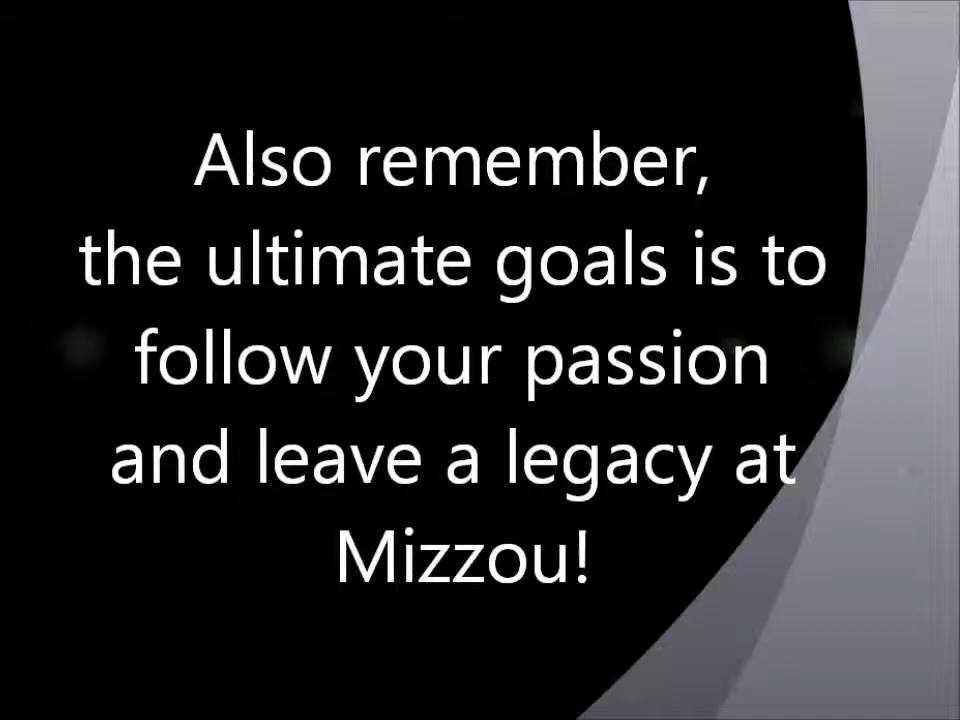 Also remember,
the ultimate goals is to
follow your passion
and leave a legacy at
Mizzou!